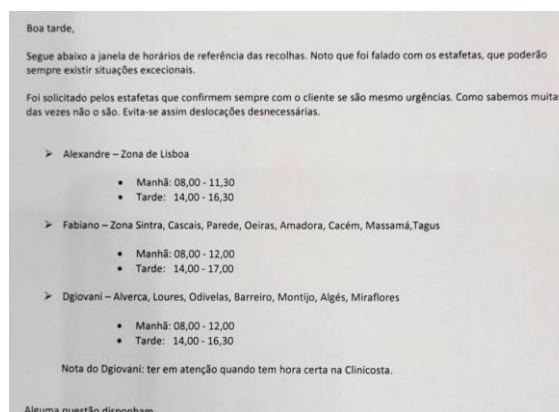 Boa tarde,
Segue abaixo a janela de horários de referência das recolhas. Noto que foi falado com os estafetas, que poderão
sempre existir situações excecionais.
Foi solicitado pelos estafetas que confirmem sempre com o cliente se são mesmo urgências. Como sabemos muitas
das vezes não o são. Evita-se assim deslocações desnecessárias.
➢ Alexandre – Zona de Lisboa
• Manhã: 08,00 - 11,30
• Tarde: 14,00 - 16,30
➢ Fabiano – Zona Sintra, Cascais, Parede, Oeiras, Amadora, Cacém, Massamá,Tagus
• Manhã: 08,00 - 12,00
• Tarde: 14,00 - 17,00
➢ Dgiovani – Alverca, Loures, Odivelas, Barreiro, Montijo, Algés, Miraflores
• Manhã: 08,00 - 12,00
• Tarde: 14,00 - 16,30
Nota do Dgiovani: ter em atenção quando tem hora certa na Clinicosta.
Alguma questão disponham